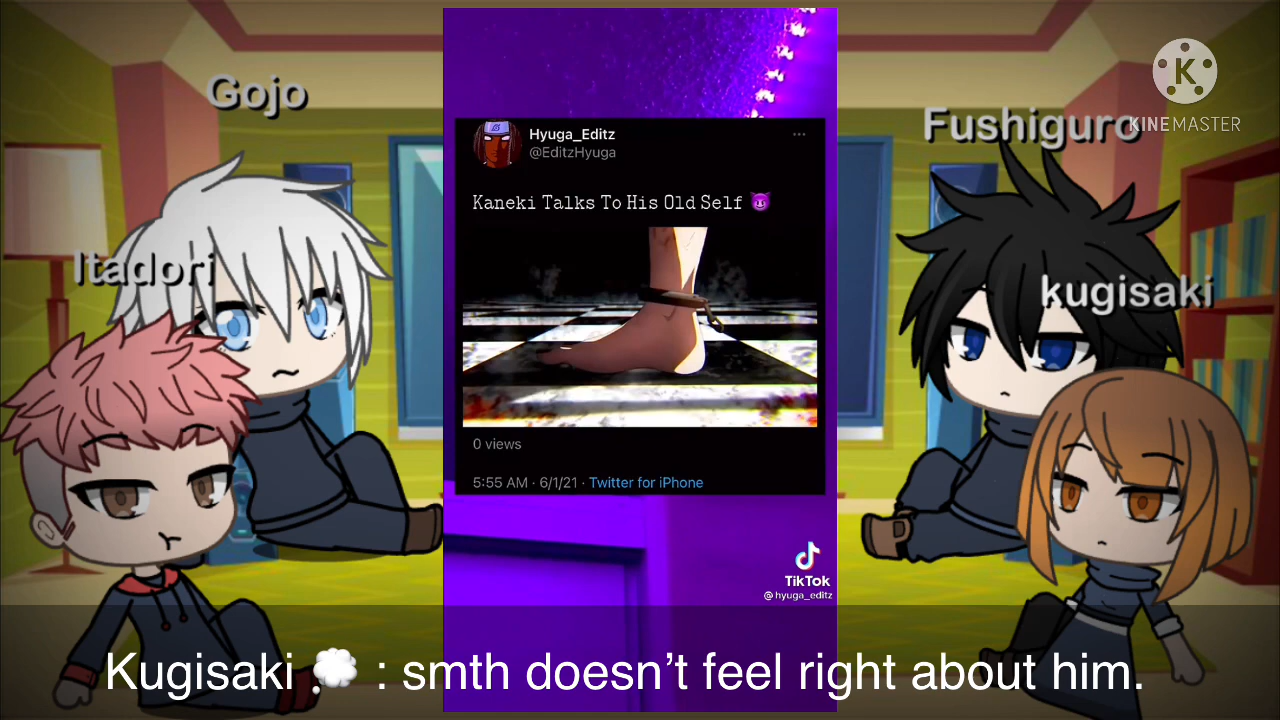 Gojo
Itadori
Fushiguro
kugisaki
K
KINEMASTER
Hyuga_Editz
@EditzHyuga
Kaneki Talks To His Old Self 😈
0 views
5:55 AM · 6/1/21 · Twitter for iPhone
TikTok
@hyuga_editz
Kugisaki 💭 : smth doesn’t feel right about him.